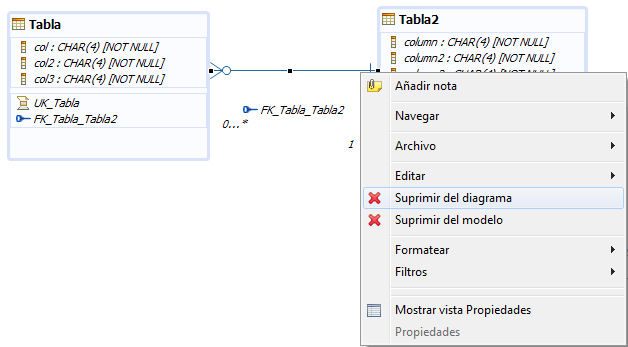 Tabla
col : CHAR(4) [NOT NULL]
col2 : CHAR(4) [NOT NULL]
col3 : CHAR(4) [NOT NULL]
UK_Tabla
FK_Tabla_Tabla2
FK_Tabla_Tabla2
0...*
1
Tabla2
column : CHAR(4) [NOT NULL]
column2 : CHAR(4) [NOT NULL]
Añadir nota
Navegar
Archivo
Editar
Suprimir del diagrama
Suprimir del modelo
Formatear
Filtros
Mostrar vista Propiedades
Propiedades